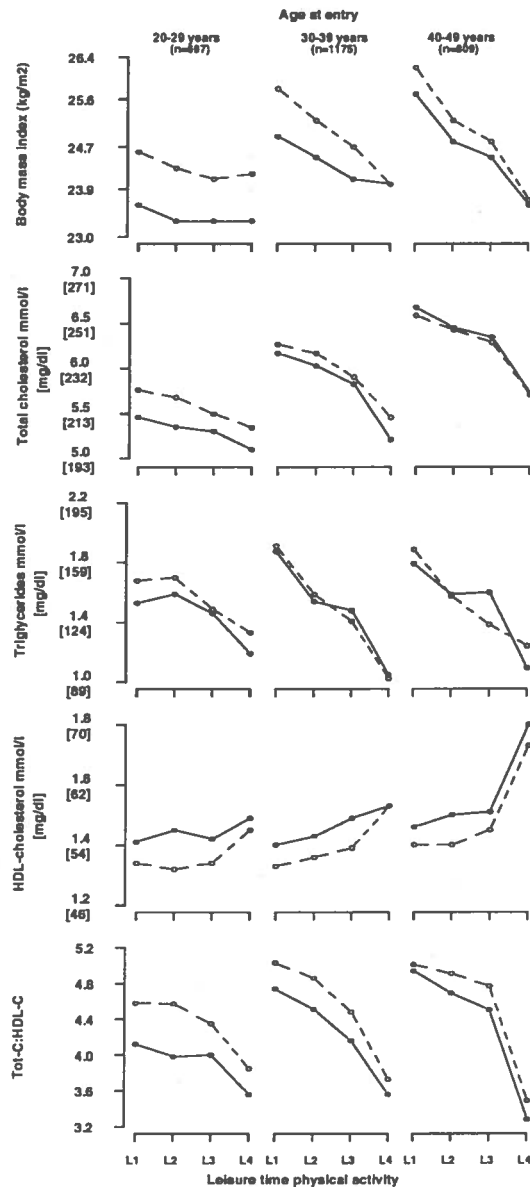 Age at entry
20-29 years 30-39 years 40-49 years
(n=697) (n=1176) (n=609)
Body mass index (kg/m2)
26.4
25.6
24.7
23.9
23.0
Total cholesterol mmol/l
[mg/dl]
7.0
[271]
6.5
[251]
6.0
[232]
5.5
[213]
5.0
[193]
Triglycerides mmol/l
[mg/dl]
2.2
[195]
1.8
[159]
1.4
[124]
1.0
[89]
HDL-cholesterol mmol/l
[mg/dl]
1.8
[70]
1.6
[62]
1.4
[54]
1.2
[46]
Tot-C:HDL-C
5.2
4.8
4.4
4.0
3.6
3.2
L1 L2 L3 L4 L1 L2 L3 L4 L1 L2 L3 L4
Leisure time physical activity